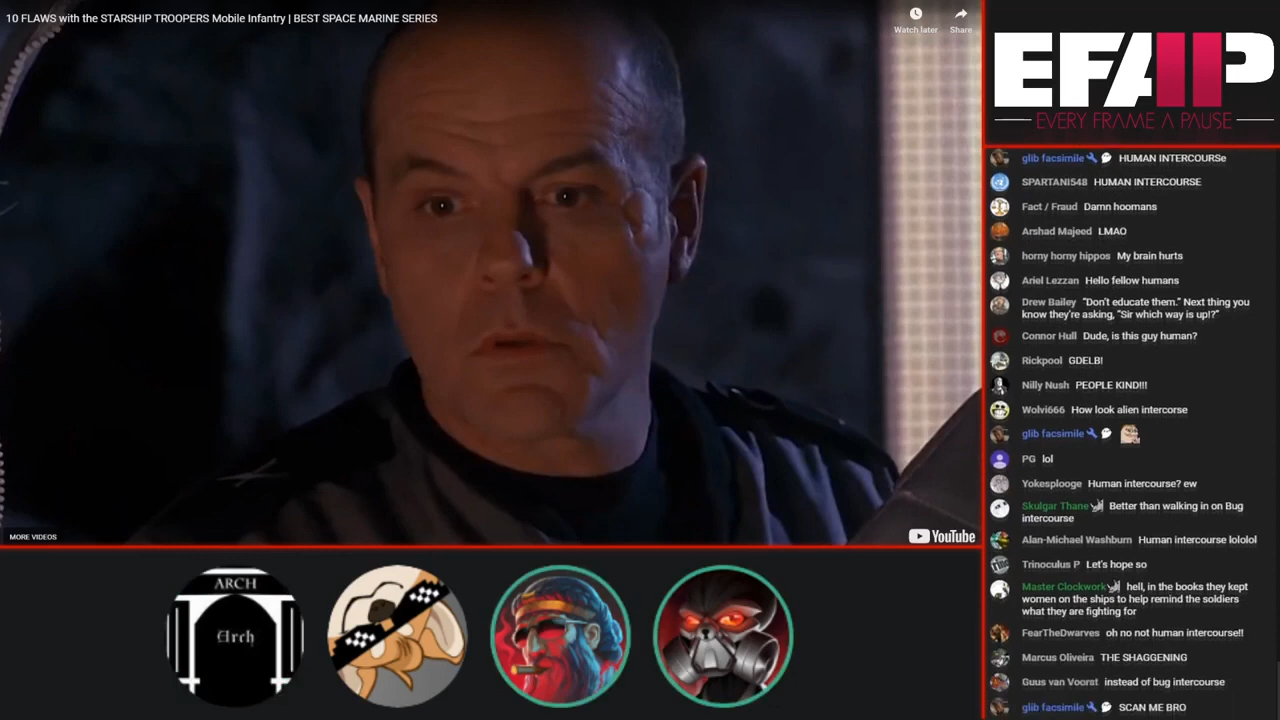 10 FLAWS with the STARSHIP TROOPERS Mobile Infantry | BEST SPACE MARINE SERIES
Watch later
Share
MORE VIDEOS
YouTube
EFAP
EVERY FRAME A PAUSE
glib facsimile HUMAN INTERCOURSe
SPARTANI548 HUMAN INTERCOURSE
Fact / Fraud Damn hoomans
Arshad Majeed LMAO
horny horny hippos My brain hurts
Ariel Lezzan Hello fellow humans
Drew Bailey “Don't educate them.” Next thing you
know they're asking, “Sir which way is up!?”
Connor Hull Dude, is this guy human?
Rickpool GDELB!
Nilly Nush PEOPLE KIND!!!
Wolvi666 How look alien intercorse
glib facsimile
PG lol
Yokesplooge Human intercourse? ew
Skulgar Thane Better than walking in on Bug
intercourse
Alan-Michael Washburn Human intercourse lololol
Trinoculus P Let's hope so
Master Clockwork hell, in the books they kept
women on the ships to help remind the soldiers
what they are fighting for
FearTheDwarves oh no not human intercourse!!
Marcus Oliveira THE SHAGGENING
Guus van Voorst instead of bug intercourse
glib facsimile SCAN ME BRO
ARCH
Arch